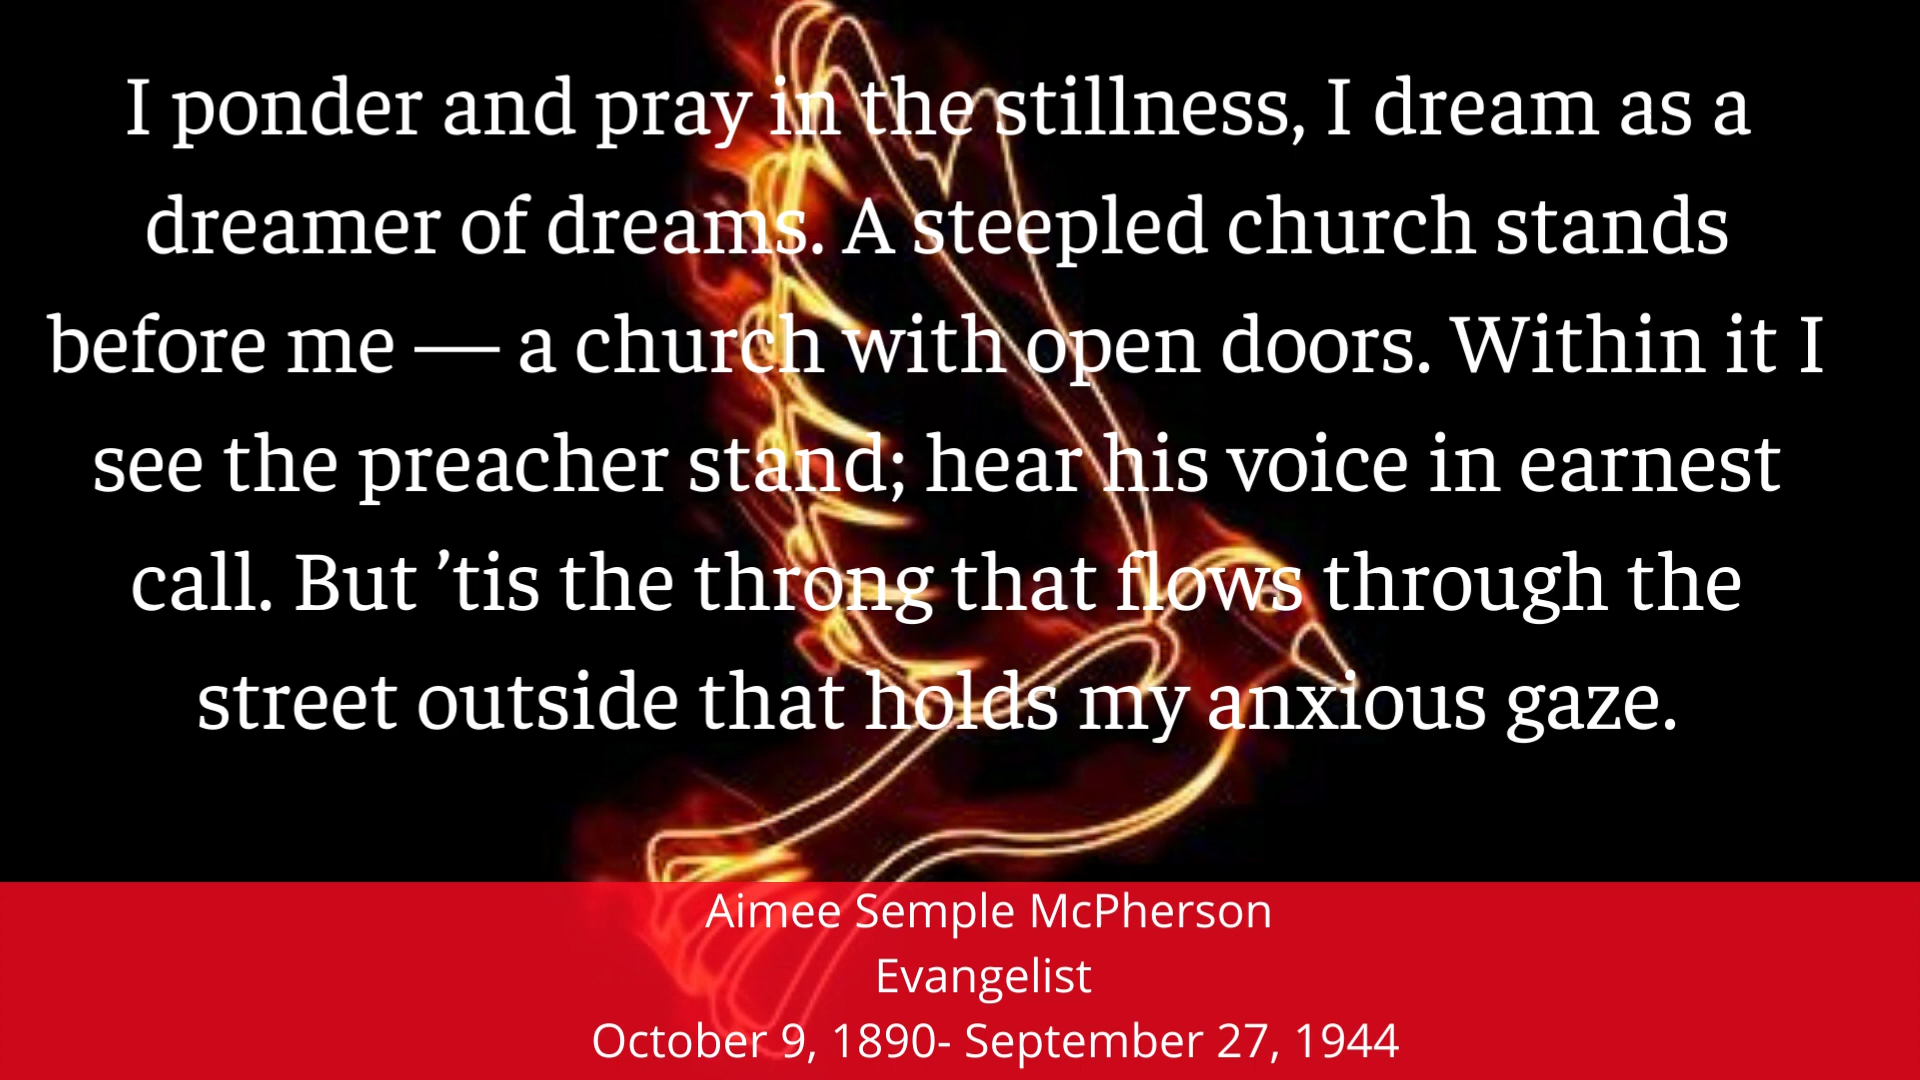 I ponder and pray in the stillness, I dream as a
dreamer of dreams. A steepled church stands
before me — a church with open doors. Within it I
see the preacher stand; hear his voice in earnest
call. But ’tis the throng that flows through the
street outside that holds my anxious gaze.
Aimee Semple McPherson
Evangelist
October 9, 1890- September 27, 1944